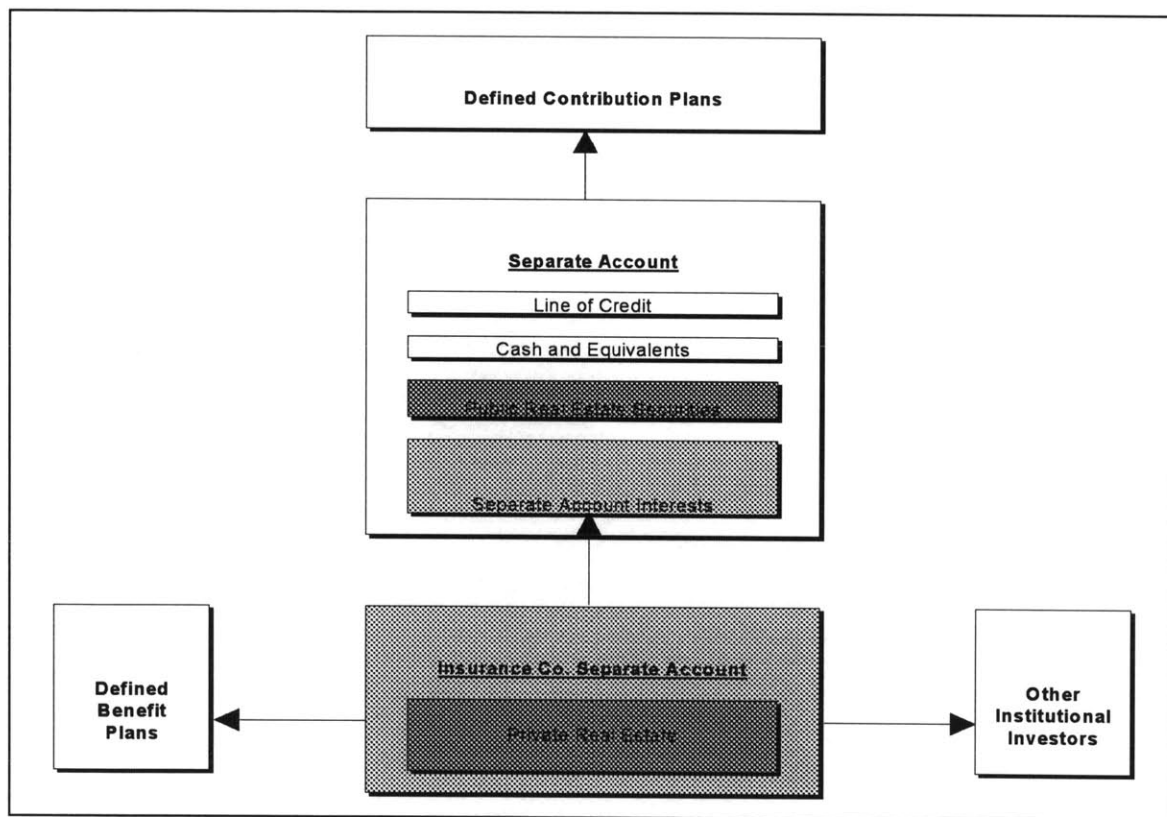 Defined Contribution Plans
Separate Account
Line of Credit
Cash and Equivalents
Public Real Estate Securities
Separate Account Interests
Insurance Co. Separate Account
Private Real Estate
Defined
Benefit
Plans
Other
Institutional
Investors